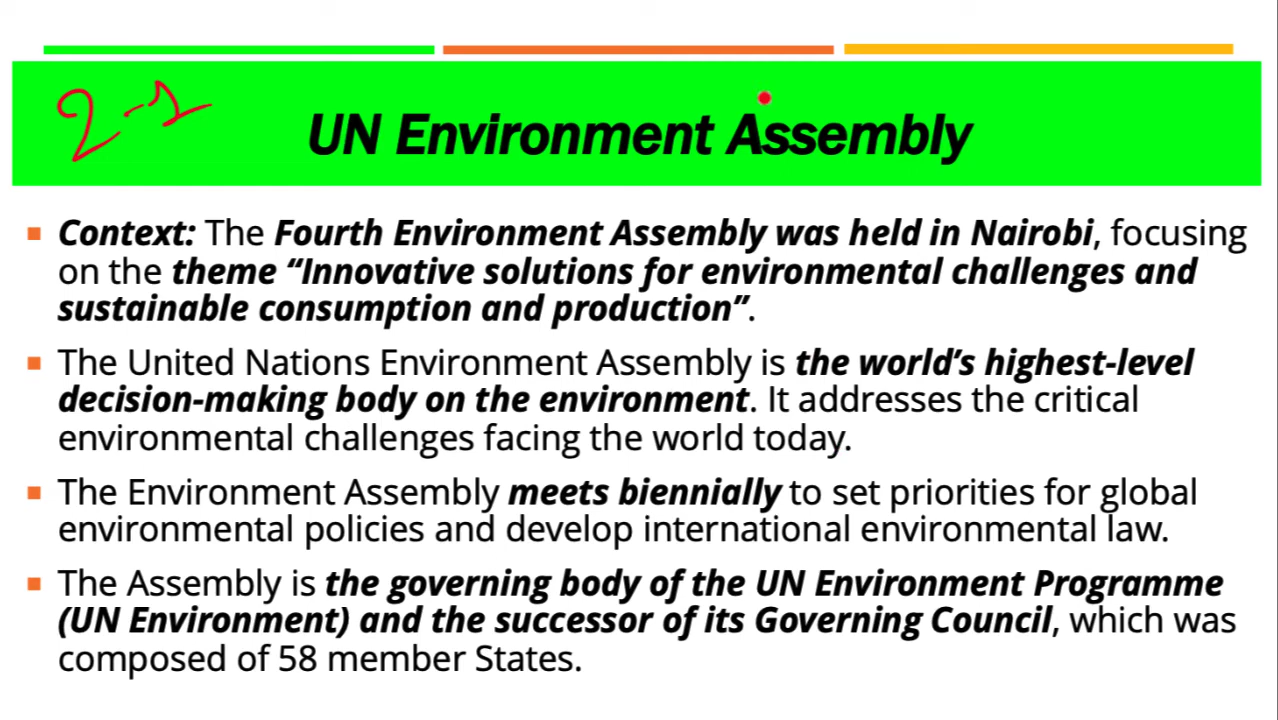 UN Environment Assembly
Context: The Fourth Environment Assembly was held in Nairobi, focusing
on the theme “Innovative solutions for environmental challenges and
sustainable consumption and production”.
The United Nations Environment Assembly is the world’s highest-level
decision-making body on the environment. It addresses the critical
environmental challenges facing the world today.
The Environment Assembly meets biennially to set priorities for global
environmental policies and develop international environmental law.
The Assembly is the governing body of the UN Environment Programme
(UN Environment) and the successor of its Governing Council, which was
composed of 58 member States.